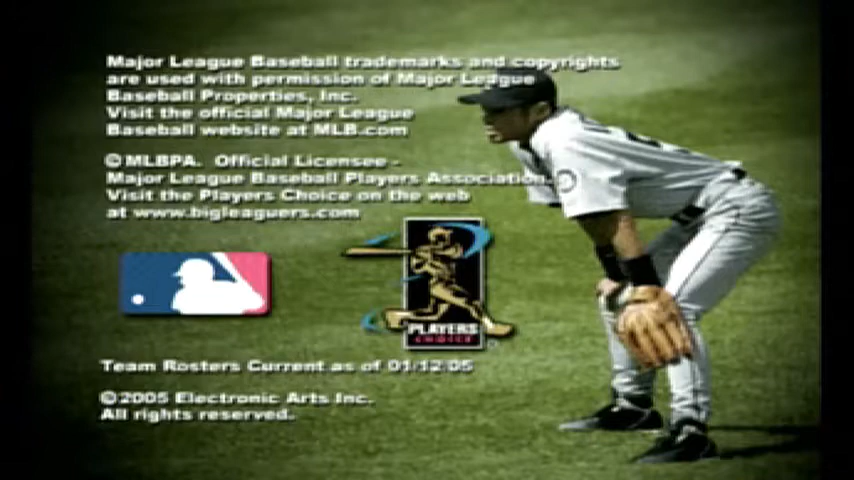 Major League Baseball trademarks and copyrights
are used with permission of Major League
Baseball Properties, Inc.
Visit the official Major League
Baseball website at MLB.com
© MLBPA. Official Licensee -
Major League Baseball Players Association.
Visit the Players Choice on the web
at www.bigleaguers.com
PLAYERS
CHOICE
Team Rosters Current as of 01/12/05
©2005 Electronic Arts Inc.
All rights reserved.